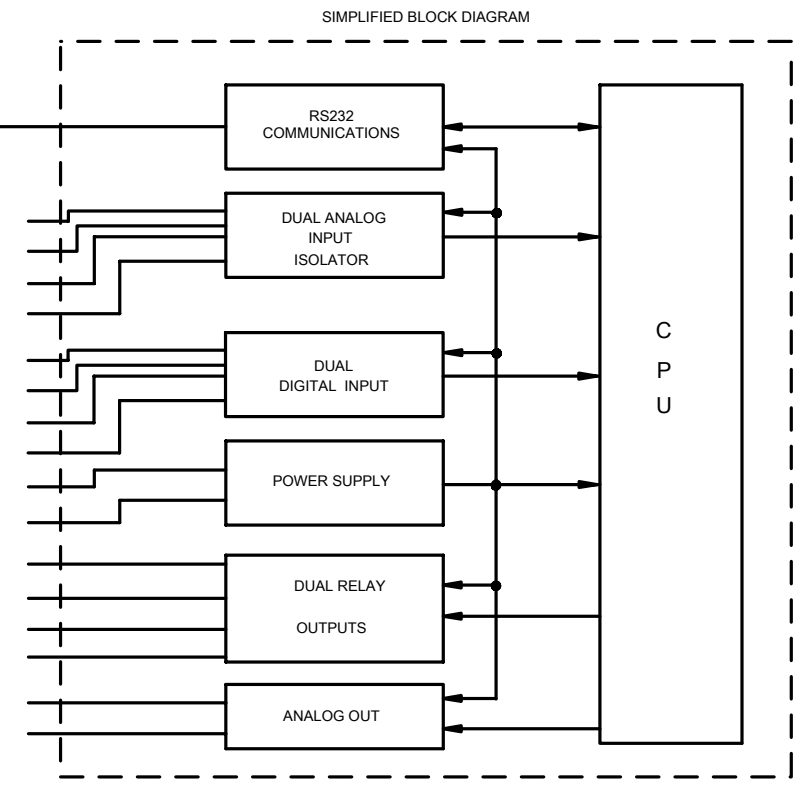 SIMPLIFIED BLOCK DIAGRAM
RS232
COMMUNICATIONS
DUAL ANALOG
INPUT
ISOLATOR
DUAL
DIGITAL INPUT
POWER SUPPLY
DUAL RELAY
OUTPUTS
ANALOG OUT
C
P
U